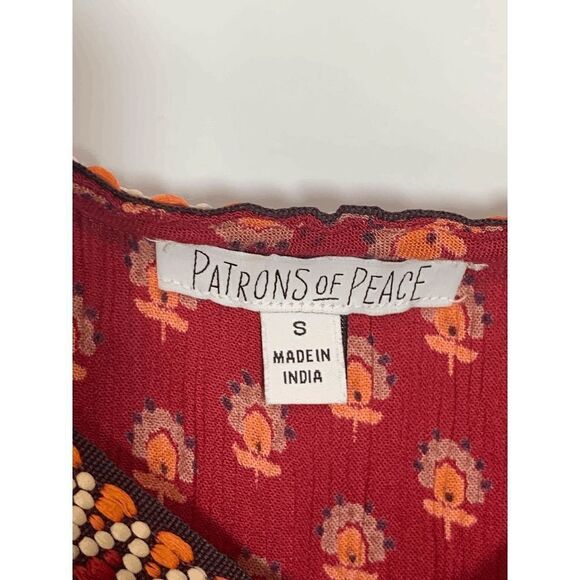 PATRONS OF PEACE
S
MADE IN
INDIA